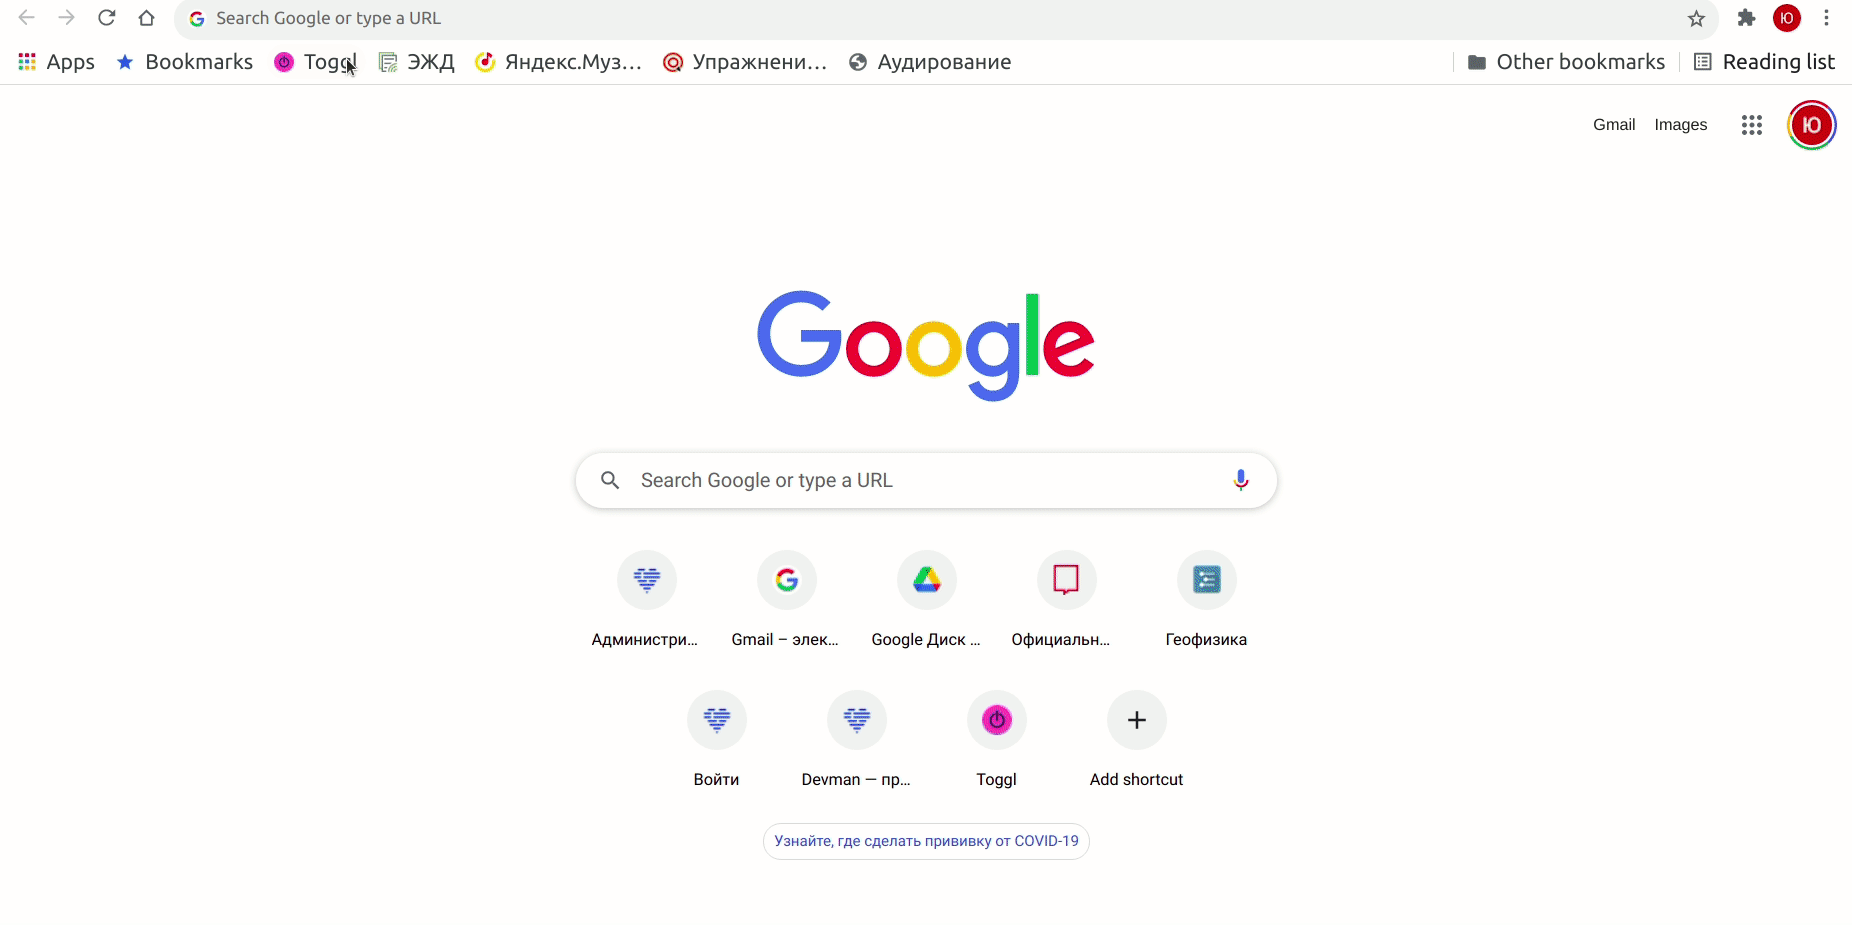 Search Google or type a URL
Ю
Apps Bookmarks Toggl ЭЖД Яндекс.Муз... Упражнени... Аудирование Other bookmarks Reading list
Gmail Images Ю
Google
Search Google or type a URL
Администри... Gmail – элек... Google Диск ... Официальн... Геофизика
Войти Devman — пр... Toggl Add shortcut
Узнайте, где сделать прививку от COVID-19